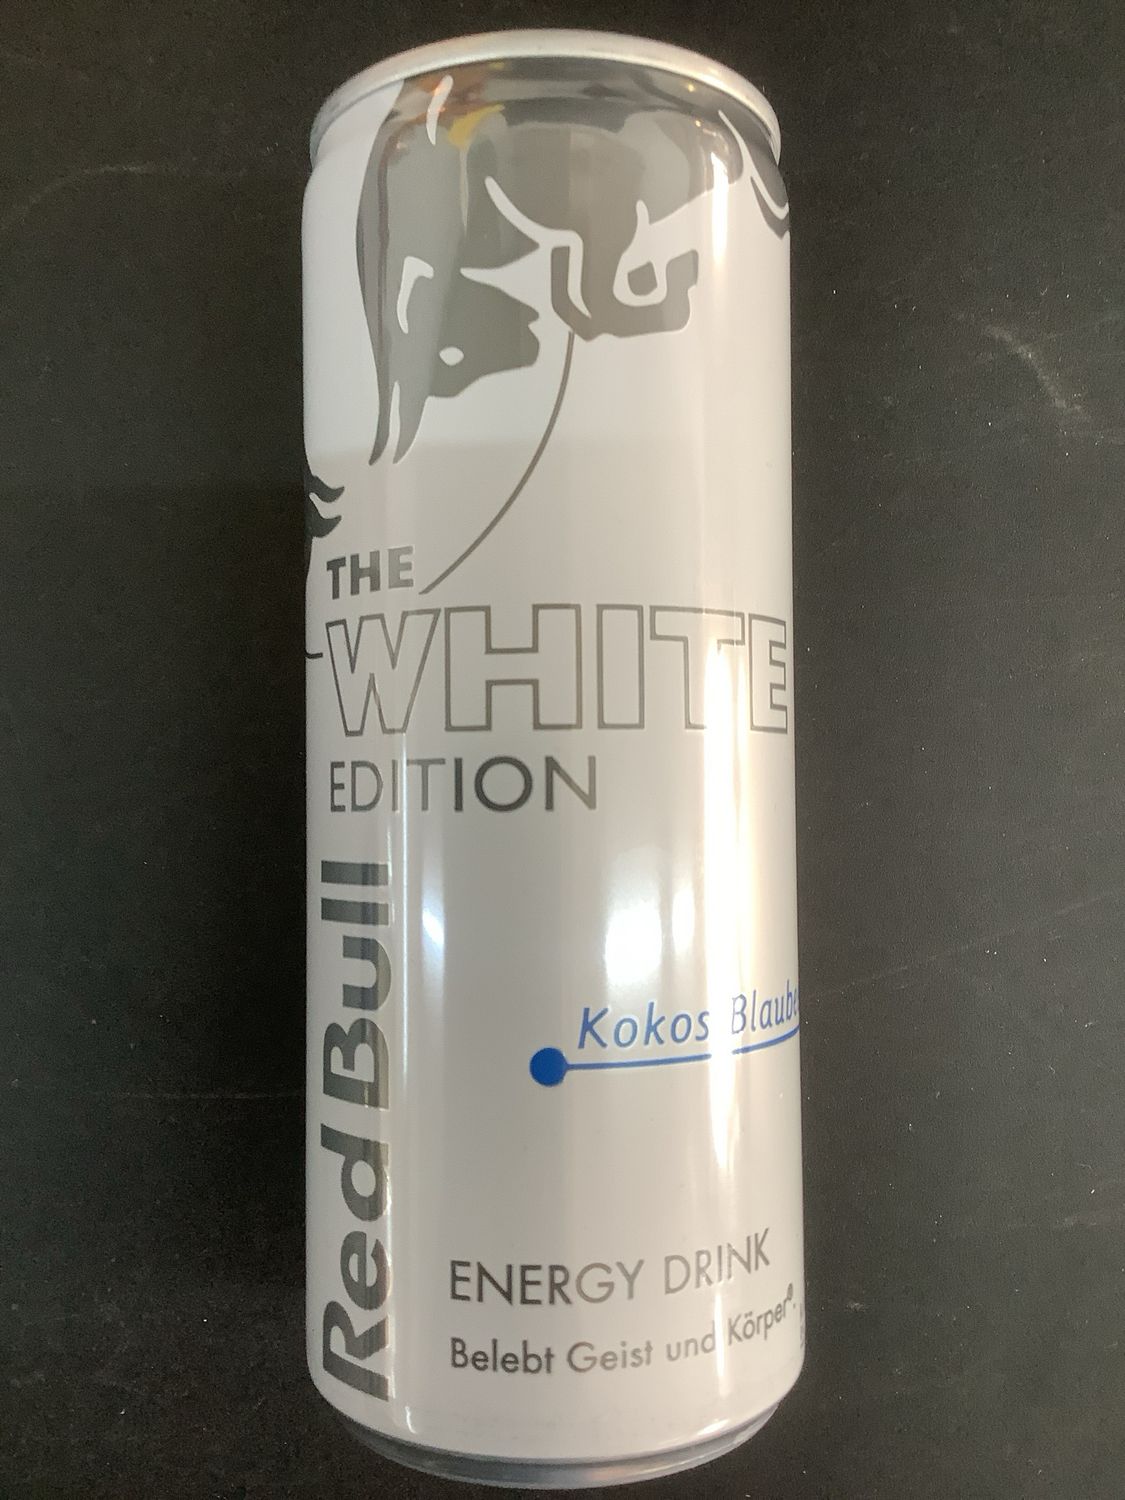 THE
WHITE
EDITION
Red Bull
Kokos
ENERGY DRINK
Belebt Geist und Körper®.